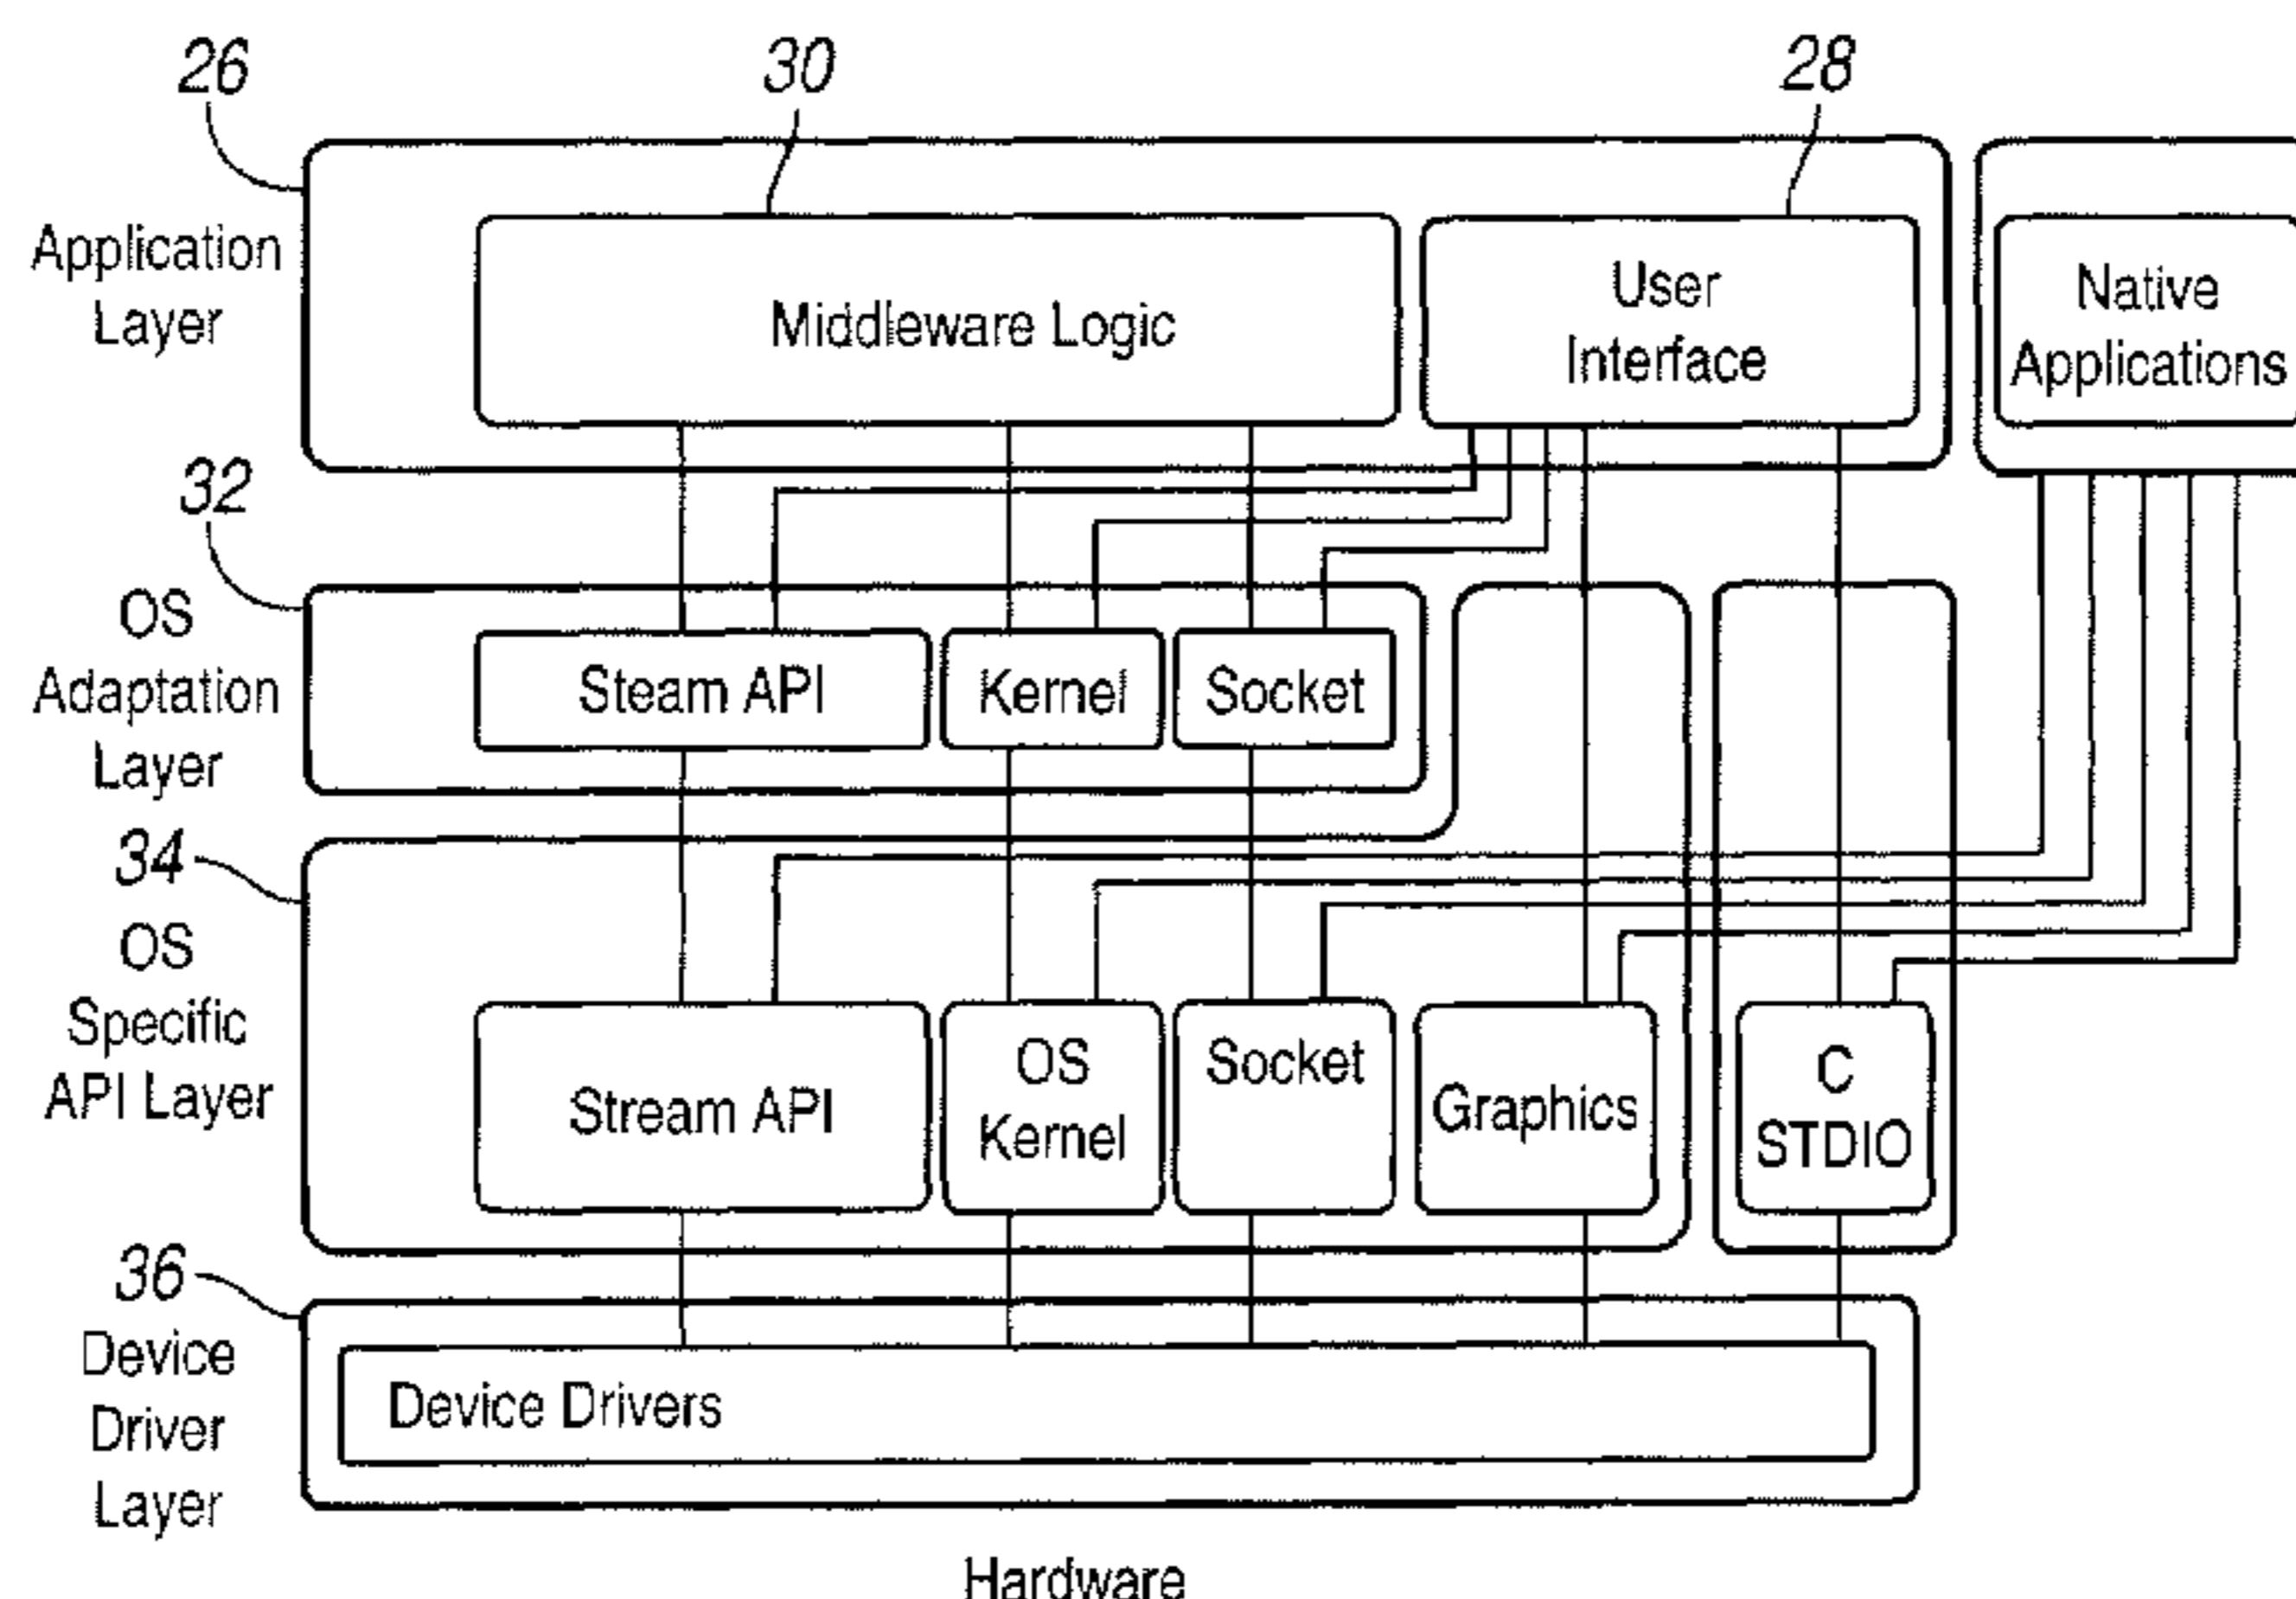 26
30
28
Application
Layer
Middleware Logic
User
Interface
Native
Applications
32
OS
Adaptation
Layer
Steam API
Kernel
Socket
34
OS
Specific
API Layer
Stream API
OS
Kernel
Socket
Graphics
C
STDIO
36
Device
Driver
Layer
Device Drivers
Hardware